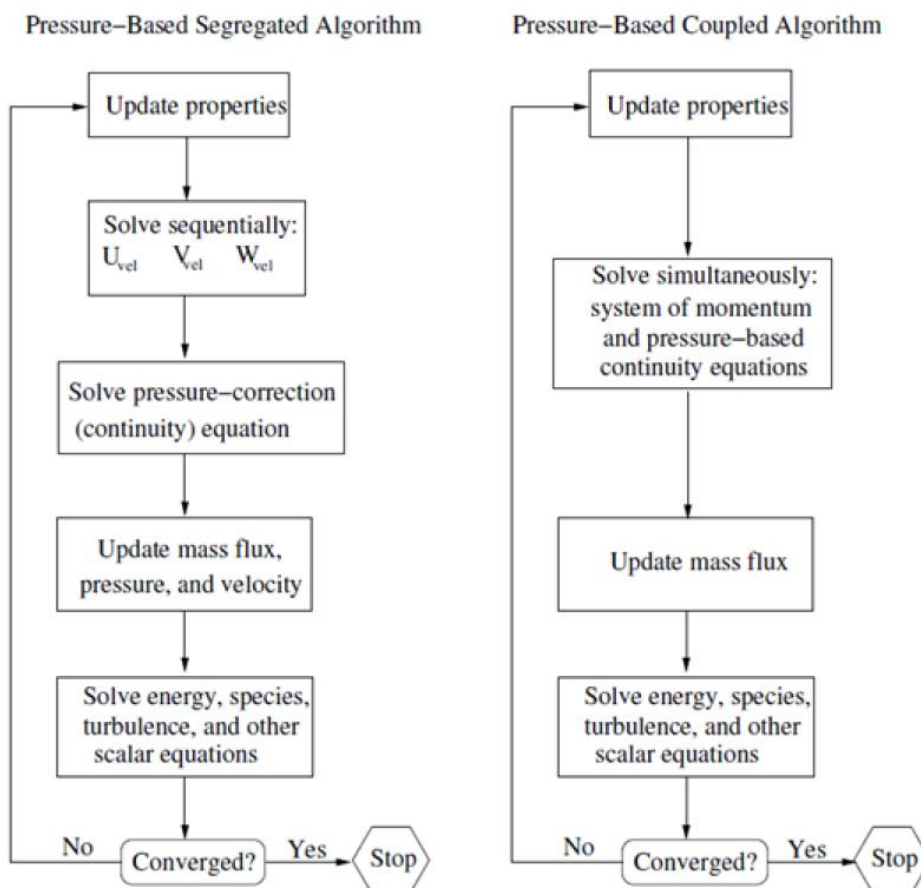 Pressure−Based Segregated Algorithm
Update properties
Solve sequentially:
U vel V vel W vel
Solve pressure−correction
(continuity) equation
Update mass flux,
pressure, and velocity
Solve energy, species,
turbulence, and other
scalar equations
No
Converged?
Yes
Stop
Pressure−Based Coupled Algorithm
Update properties
Solve simultaneously:
system of momentum
and pressure−based
continuity equations
Update mass flux
Solve energy, species,
turbulence, and other
scalar equations
No
Converged?
Yes
Stop